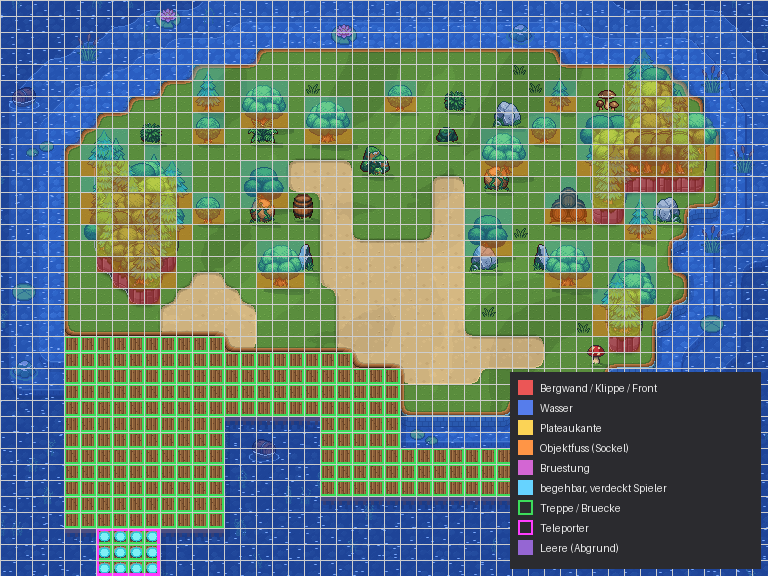 Bergwand / Klippe / Front
Wasser
Plateaukante
Objektfuss (Sockel)
Bruestung
begehbar, verdeckt Spieler
Treppe / Bruecke
Teleporter
Leere (Abgrund)